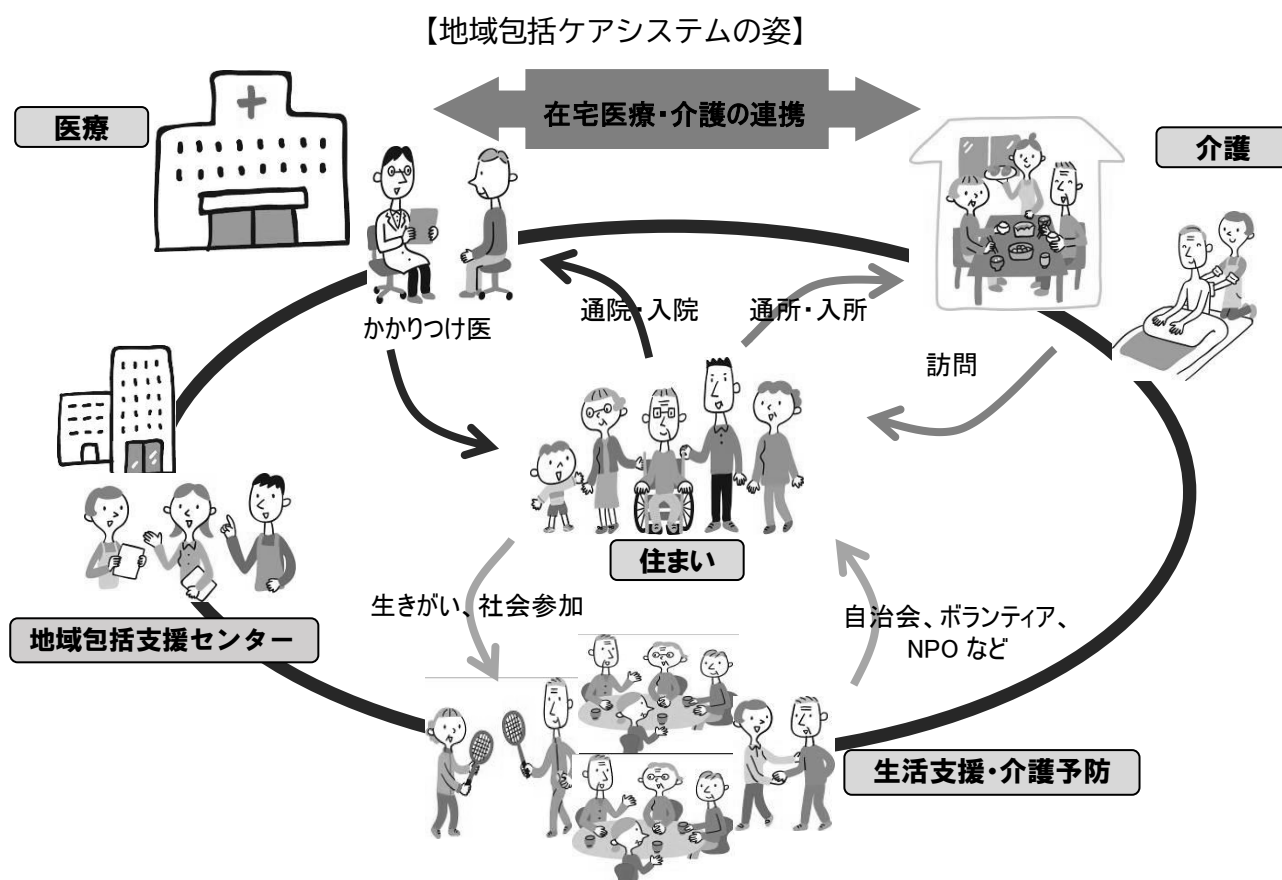 【地域包括ケアシステムの姿】
在宅医療・介護の連携
医療
介護
通院・入院
通所・入所
かかりつけ医
訪問
住まい
生きがい、社会参加
自治会、ボランティア、
NPO など
地域包括支援センター
生活支援・介護予防